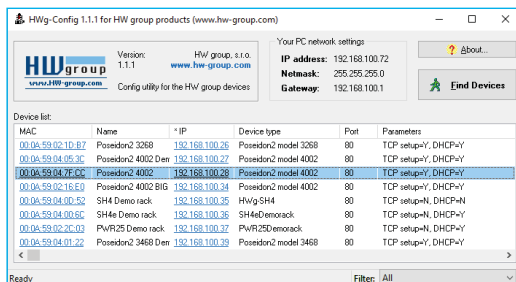 HWg-Config 1.1.1 for HW group products (www.hw-group.com)
HW group
www.HW-group.com
Version: HW group, s.r.o.
1.1.1 www.hw-group.com
Config utility for the HW group devices
Your PC network settings
IP address: 192.168.100.72
Netmask: 255.255.255.0
Gateway: 192.168.100.1
? About...
Find Devices
Device list:
MAC Name * IP Device type Port Parameters
00:0A:59:02:1D:B7 Poseidon2 3268 192.168.100.26 Poseidon2 model 3268 80 TCP setup=Y, DHCP=Y
00:0A:59:04:05:3C Poseidon2 4002 Den 192.168.100.27 Poseidon2 model 4002 80 TCP setup=Y, DHCP=Y
00:0A:59:04:7F:CC Poseidon2 4002 192.168.100.28 Poseidon2 model 4002 80 TCP setup=Y, DHCP=Y
00:0A:59:02:16:E0 Poseidon2 4002 BIG 192.168.100.34 Poseidon2 model 4002 80 TCP setup=Y, DHCP=Y
00:0A:59:04:0D:52 SH4 Demo rack 192.168.100.35 HWg-SH4 80 TCP setup=N, DHCP=N
00:0A:59:04:00:6C SH4e Demo rack 192.168.100.36 SH4eDemorack 80 TCP setup=N, DHCP=Y
00:0A:59:02:2C:03 PWR25 Demo rack 192.168.100.37 PWR25Demorack 80 TCP setup=N, DHCP=Y
00:0A:59:04:01:22 Poseidon2 3468 Den 192.168.100.39 Poseidon2 model 3468 80 TCP setup=Y, DHCP=Y
Ready Filter: All